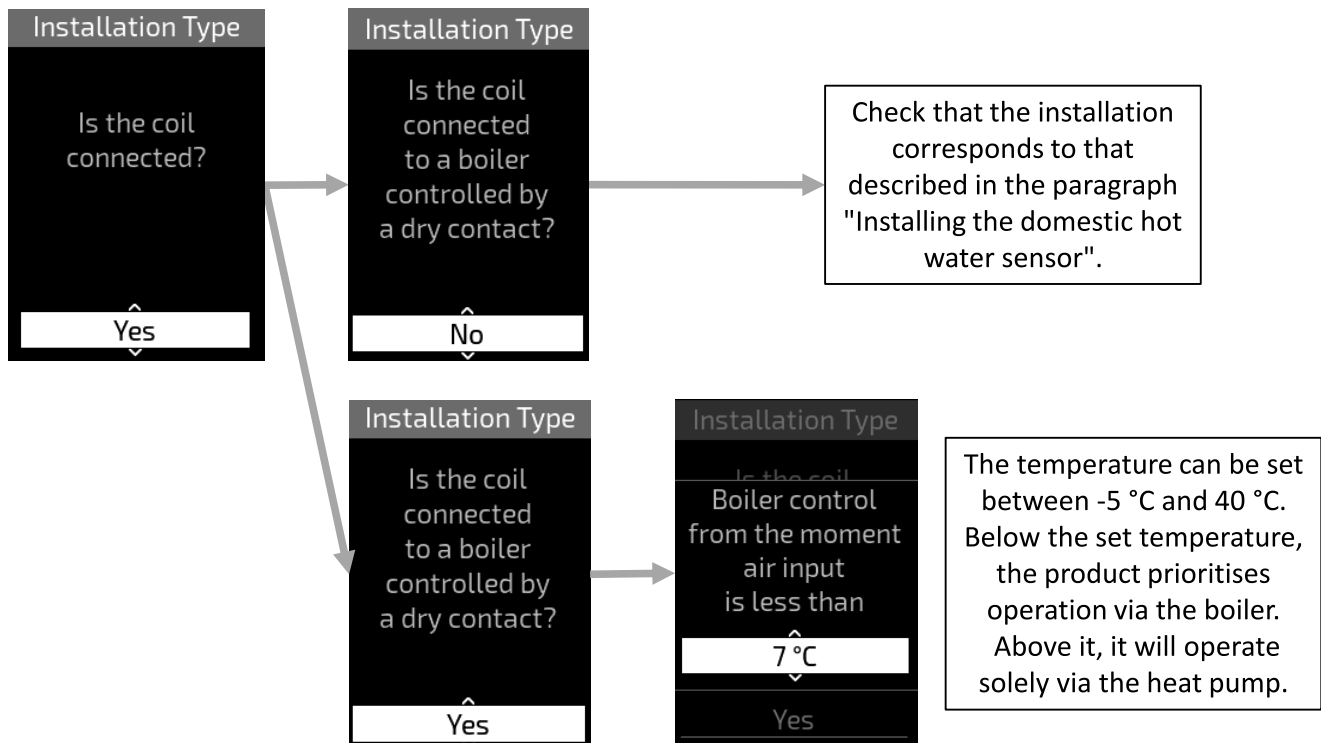 Installation Type
Is the coil
connected?
Yes
Installation Type
Is the coil
connected
to a boiler
controlled by
a dry contact?
No
Check that the installation
corresponds to that
described in the paragraph
"Installing the domestic hot
water sensor".
Installation Type
Is the coil
connected
to a boiler
controlled by
a dry contact?
Yes
Installation Type
Is the coil
Boiler control
from the moment
air input
is less than
7 °C
Yes
The temperature can be set
between -5 °C and 40 °C.
Below the set temperature,
the product prioritises
operation via the boiler.
Above it, it will operate
solely via the heat pump.